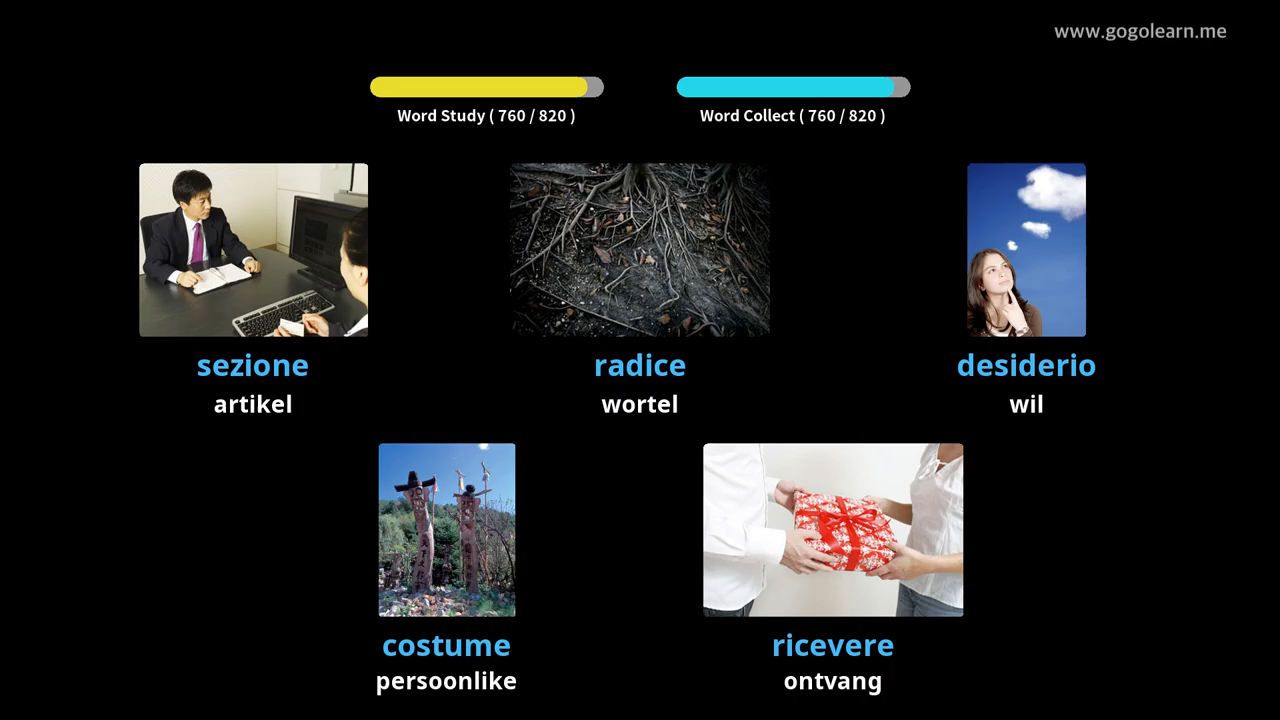 www.gogolearn.me
Word Study ( 760 / 820 )
Word Collect ( 760 / 820 )
sezione
artikel
radice
wortel
desiderio
wil
costume
persoonlike
ricevere
ontvang